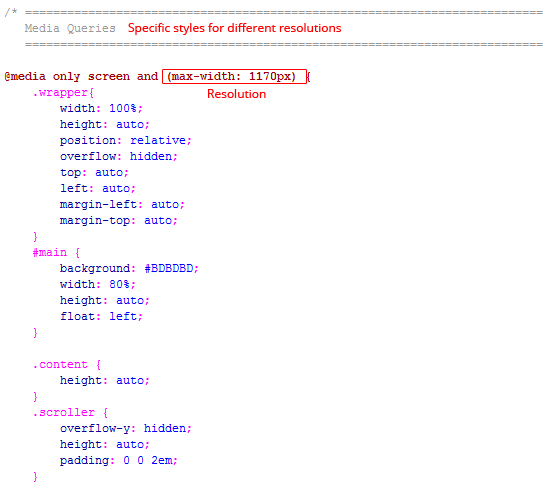 /* ========================================================================
Media Queries Specific styles for different resolutions
========================================================================
@media only screen and (max-width: 1170px) {
Resolution
.wrapper{
width: 100%;
height: auto;
position: relative;
overflow: hidden;
top: auto;
left: auto;
margin-left: auto;
margin-top: auto;
}
#main {
background: #BDBDBD;
width: 80%;
height: auto;
float: left;
}
.content {
height: auto;
}
.scroller {
overflow-y: hidden;
height: auto;
padding: 0 0 2em;
}